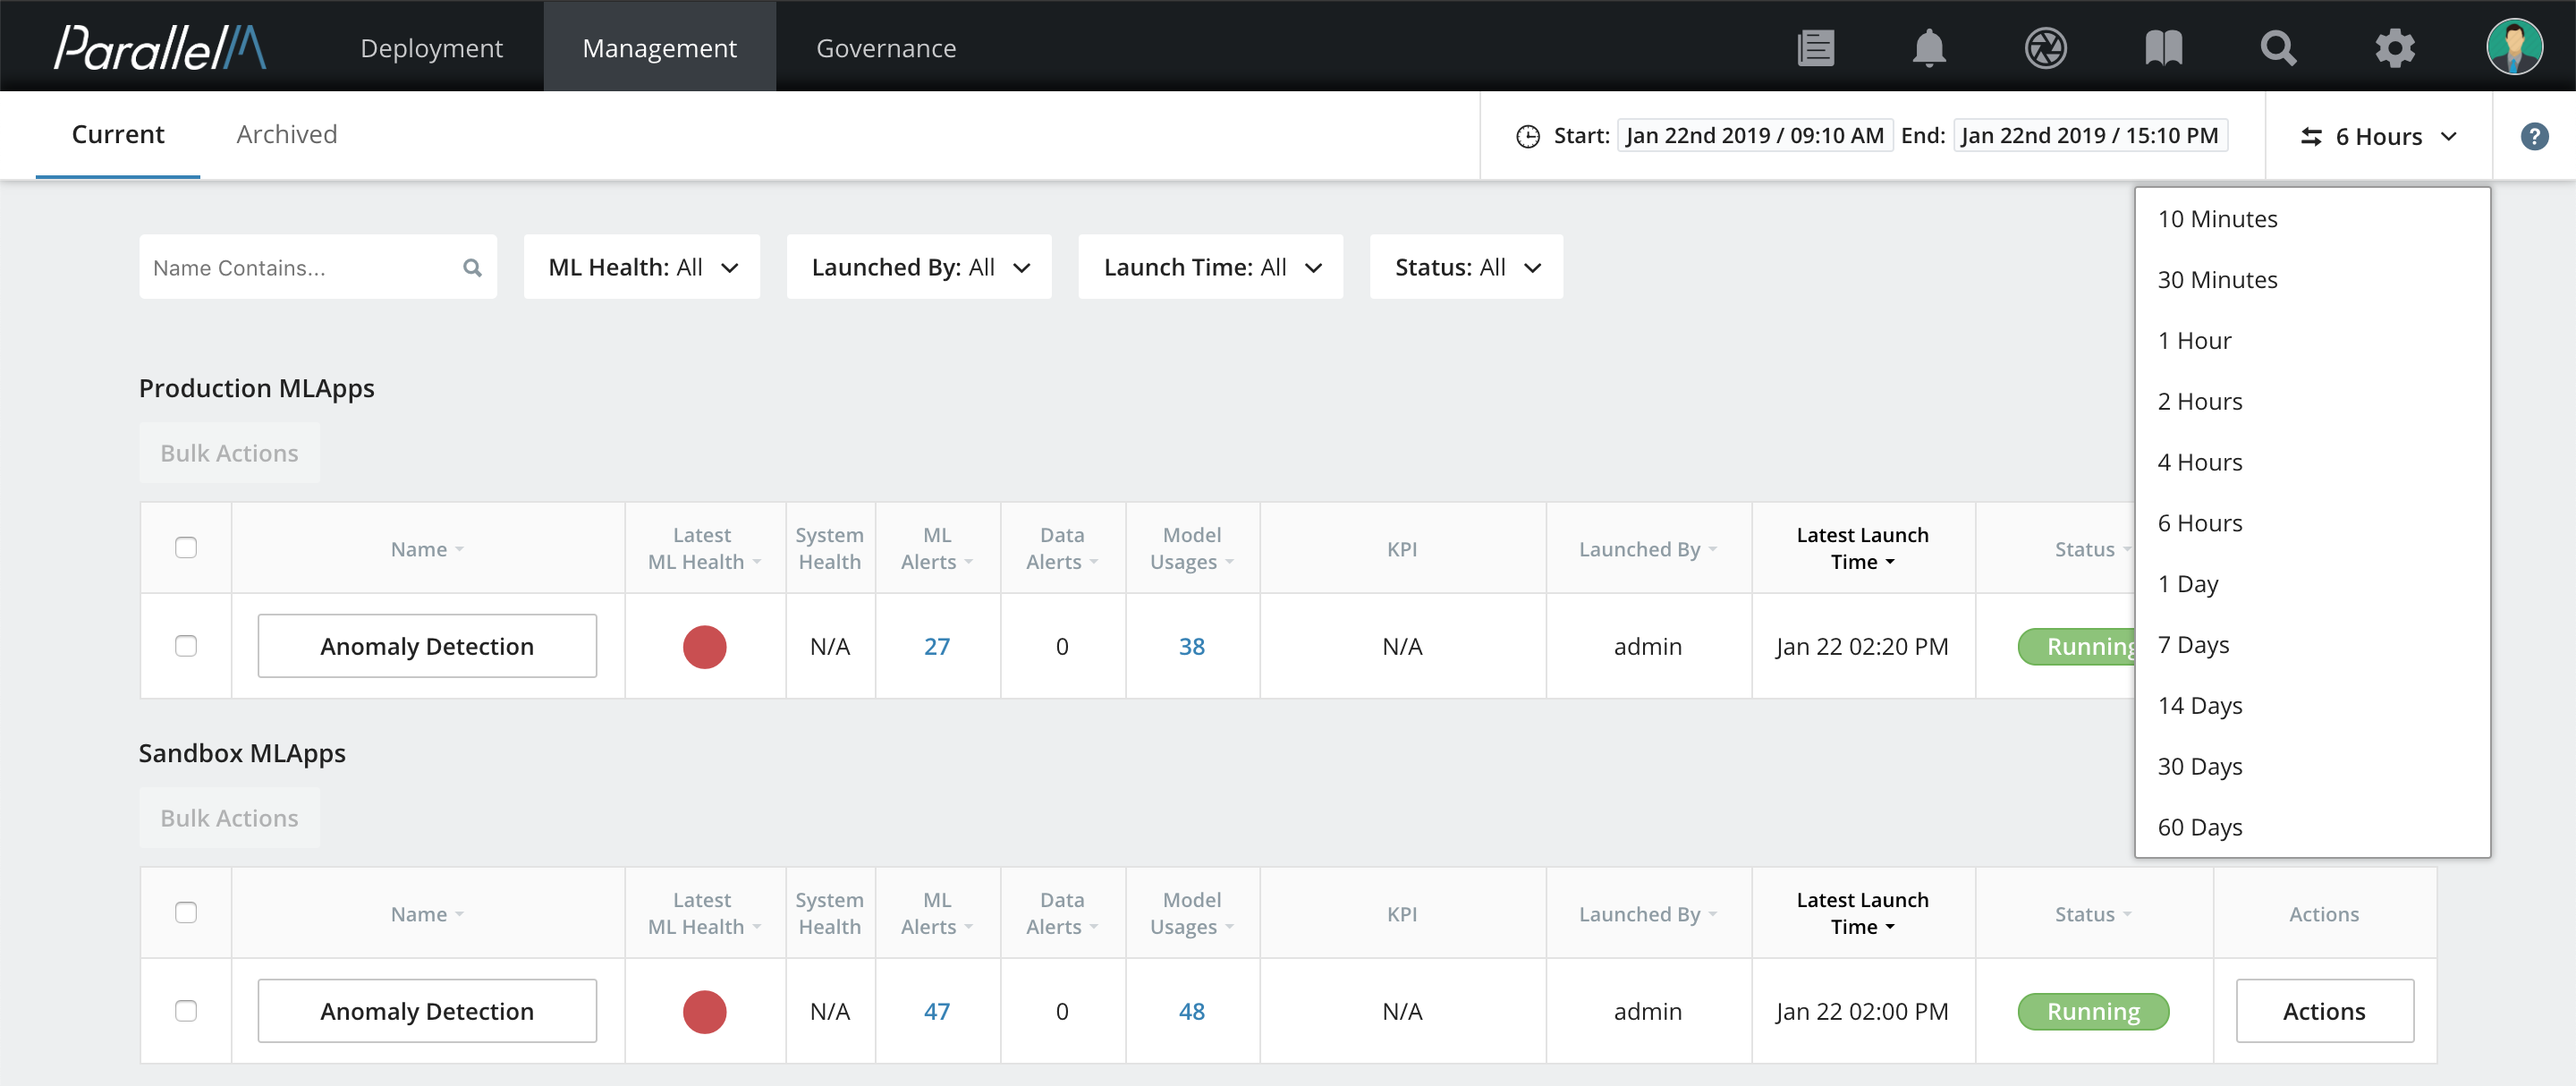 ParallelM
Deployment
Management
Governance
Current
Archived
Start: Jan 22nd 2019 / 09:10 AM End: Jan 22nd 2019 / 15:10 PM
6 Hours
?
10 Minutes
30 Minutes
1 Hour
2 Hours
4 Hours
6 Hours
1 Day
7 Days
14 Days
30 Days
60 Days
Name Contains...
ML Health: All
Launched By: All
Launch Time: All
Status: All
Production MLApps
Bulk Actions
Name
Latest
ML Health
System
Health
ML
Alerts
Data
Alerts
Model
Usages
KPI
Launched By
Latest Launch
Time
Status
Anomaly Detection
N/A
27
0
38
N/A
admin
Jan 22 02:20 PM
Running
Sandbox MLApps
Bulk Actions
Name
Latest
ML Health
System
Health
ML
Alerts
Data
Alerts
Model
Usages
KPI
Launched By
Latest Launch
Time
Status
Actions
Anomaly Detection
N/A
47
0
48
N/A
admin
Jan 22 02:00 PM
Running
Actions